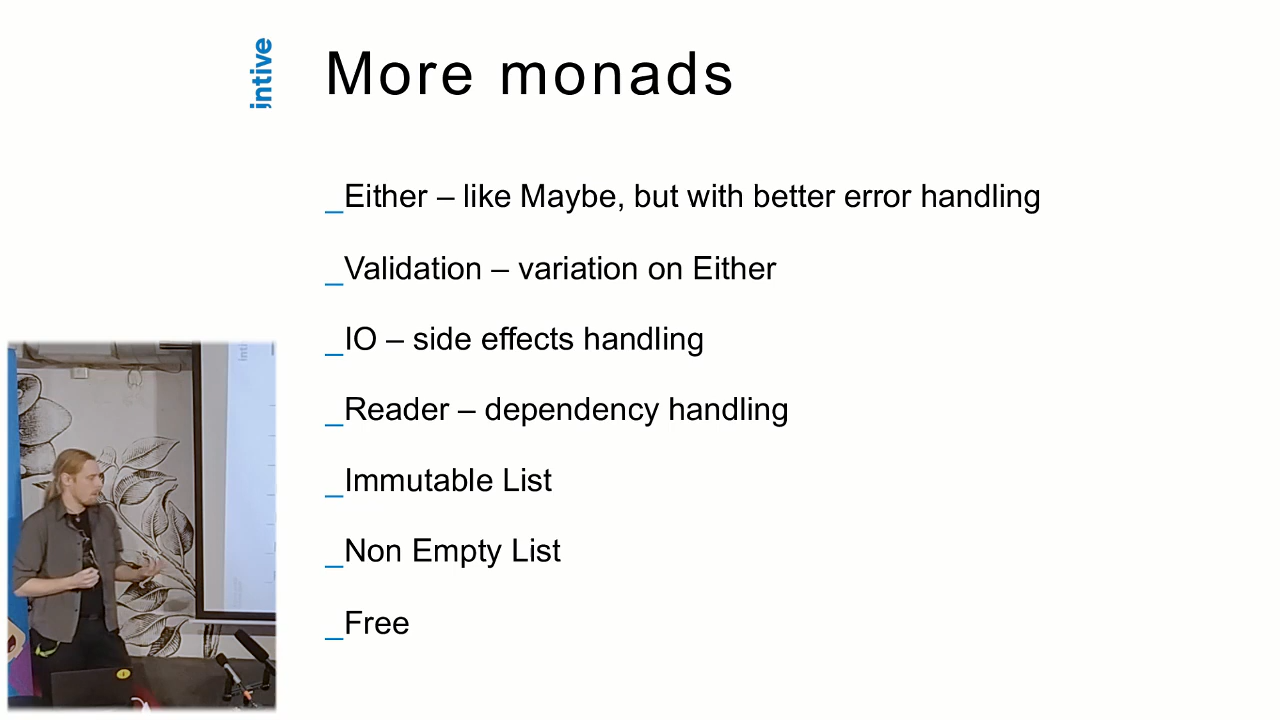 intive
More monads
_Either – like Maybe, but with better error handling
_Validation – variation on Either
_IO – side effects handling
_Reader – dependency handling
_Immutable List
_Non Empty List
_Free